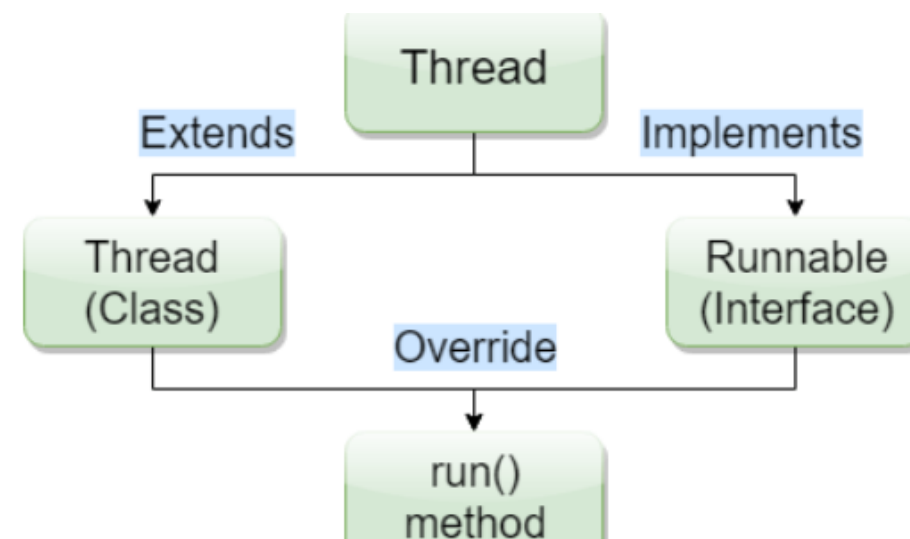 Thread
Extends
Implements
Thread
(Class)
Runnable
(Interface)
Override
run()
method